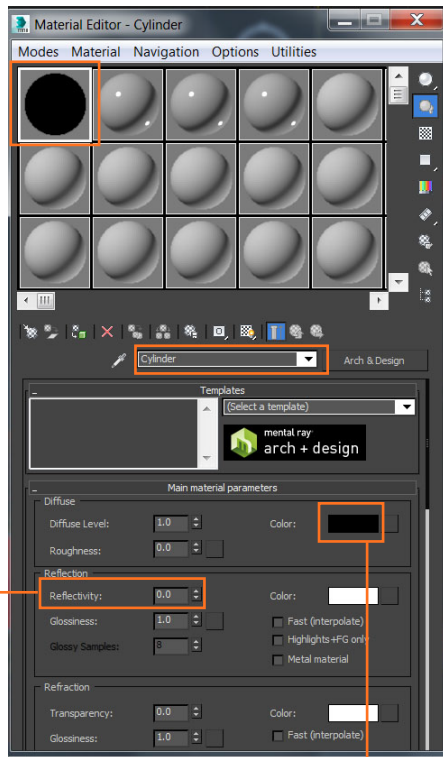 Material Editor - Cylinder
Modes Material Navigation Options Utilities
Cylinder Arch & Design
Templates
(Select a template)
mental ray
arch + design
Main material parameters
Diffuse
Diffuse Level: 1.0 Color:
Roughness: 0.0
Reflection
Reflectivity: 0.0 Color:
Glossiness: 1.0 Fast (interpolate)
Glossy Samples: 8 Highlights+FG only
Metal material
Refraction
Transparency: 0.0 Color:
Glossiness: 1.0 Fast (interpolate)